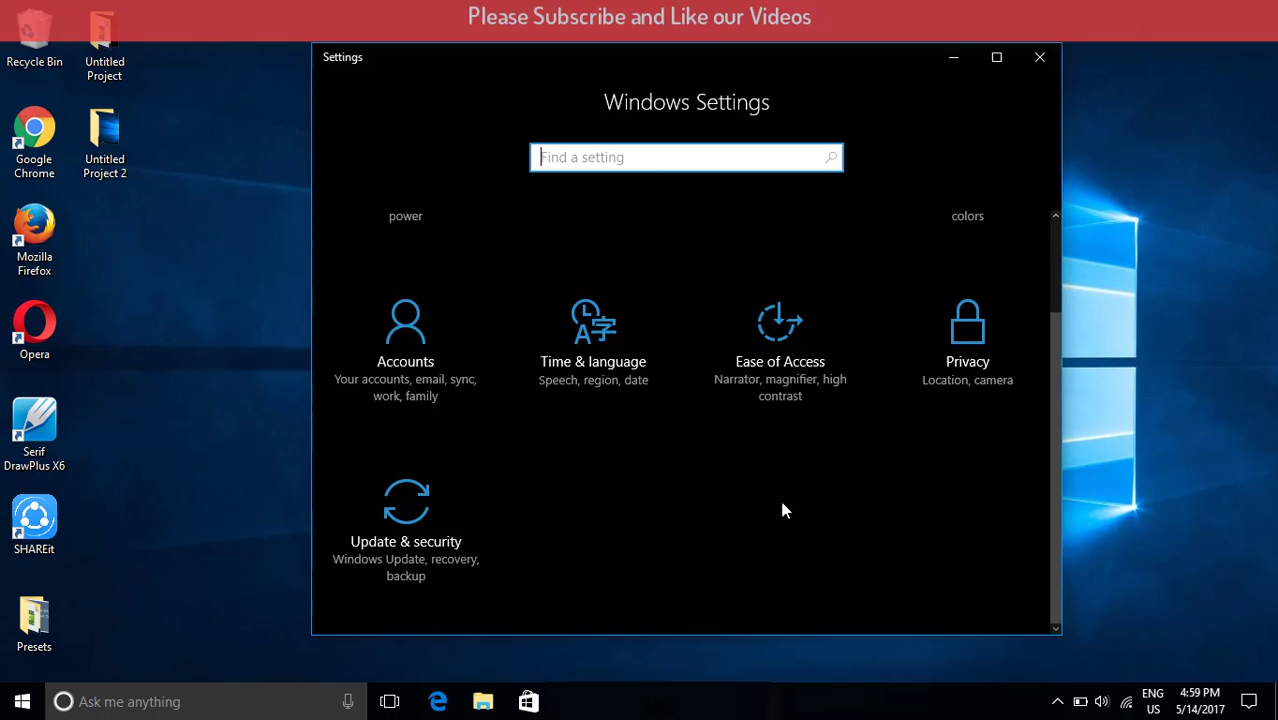 Please Subscribe and Like our Videos
Recycle Bin
Untitled
Project
Google
Chrome
Untitled
Project 2
Mozilla
Firefox
Opera
Serif
DrawPlus X6
SHAREit
Presets
Settings
Windows Settings
Find a setting
power
colors
Accounts
Your accounts, email, sync,
work, family
Time & language
Speech, region, date
Ease of Access
Narrator, magnifier, high
contrast
Privacy
Location, camera
Update & security
Windows Update, recovery,
backup
Ask me anything
ENG
US
4:59 PM
5/14/2017